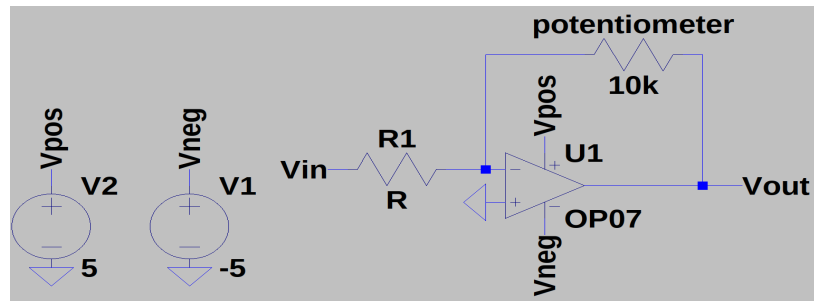 potentiometer
10k
Vpos
Vneg
Vpos
R1
U1
Vin
V2
V1
Vout
R
OP07
5
-5
Vneg